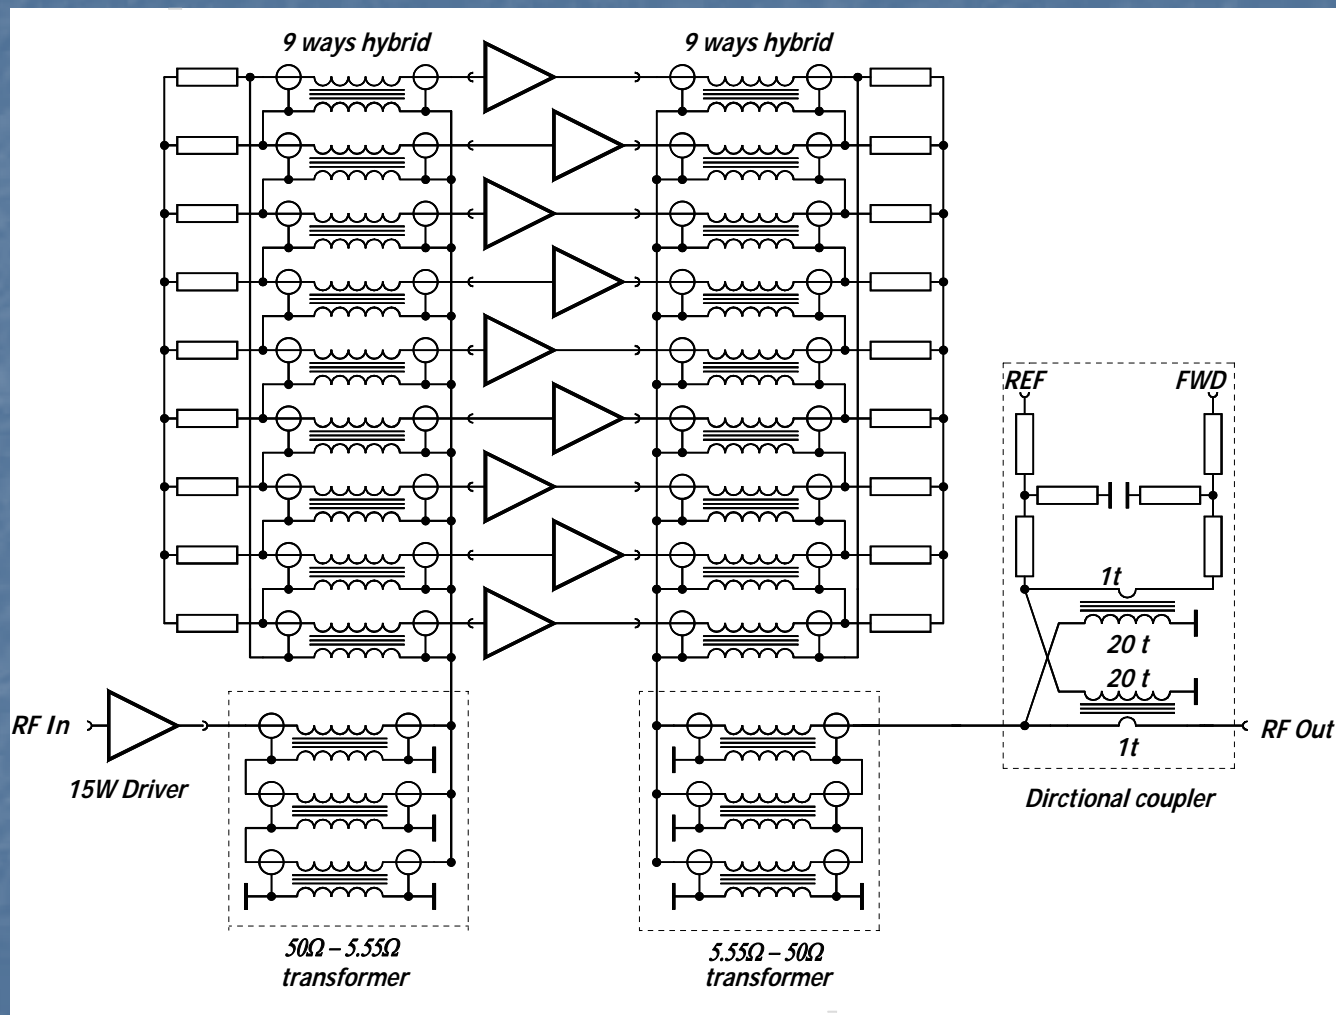 9 ways hybrid
9 ways hybrid
REF
FWD
1t
20 t
20 t
1t
RF In
RF Out
15W Driver
Dirctional coupler
50Ω – 5.55Ω
transformer
5.55Ω – 50Ω
transformer